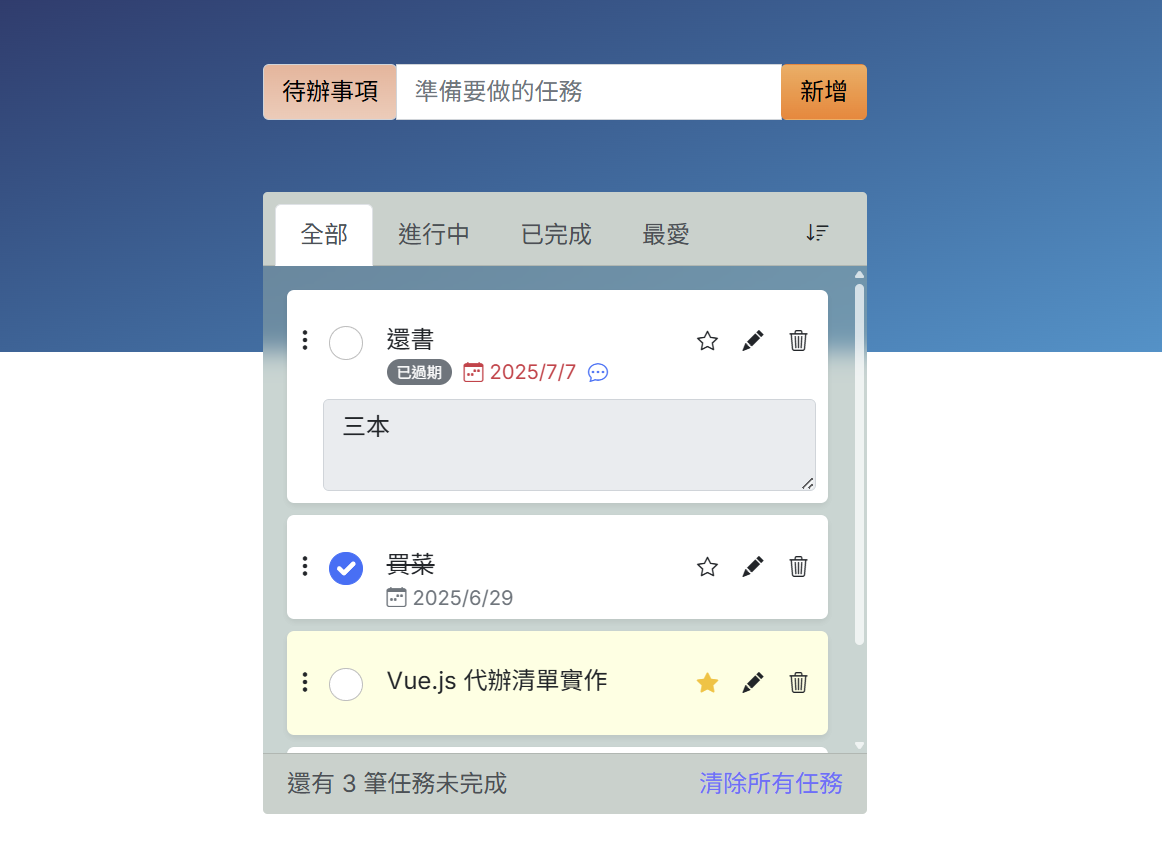 待辦事項 準備要做的任務 新增
全部 進行中 已完成 最愛
還書
已過期 2025/7/7
三本
買菜
2025/6/29
Vue.js 代辦清單實作
還有 3 筆任務未完成 清除所有任務